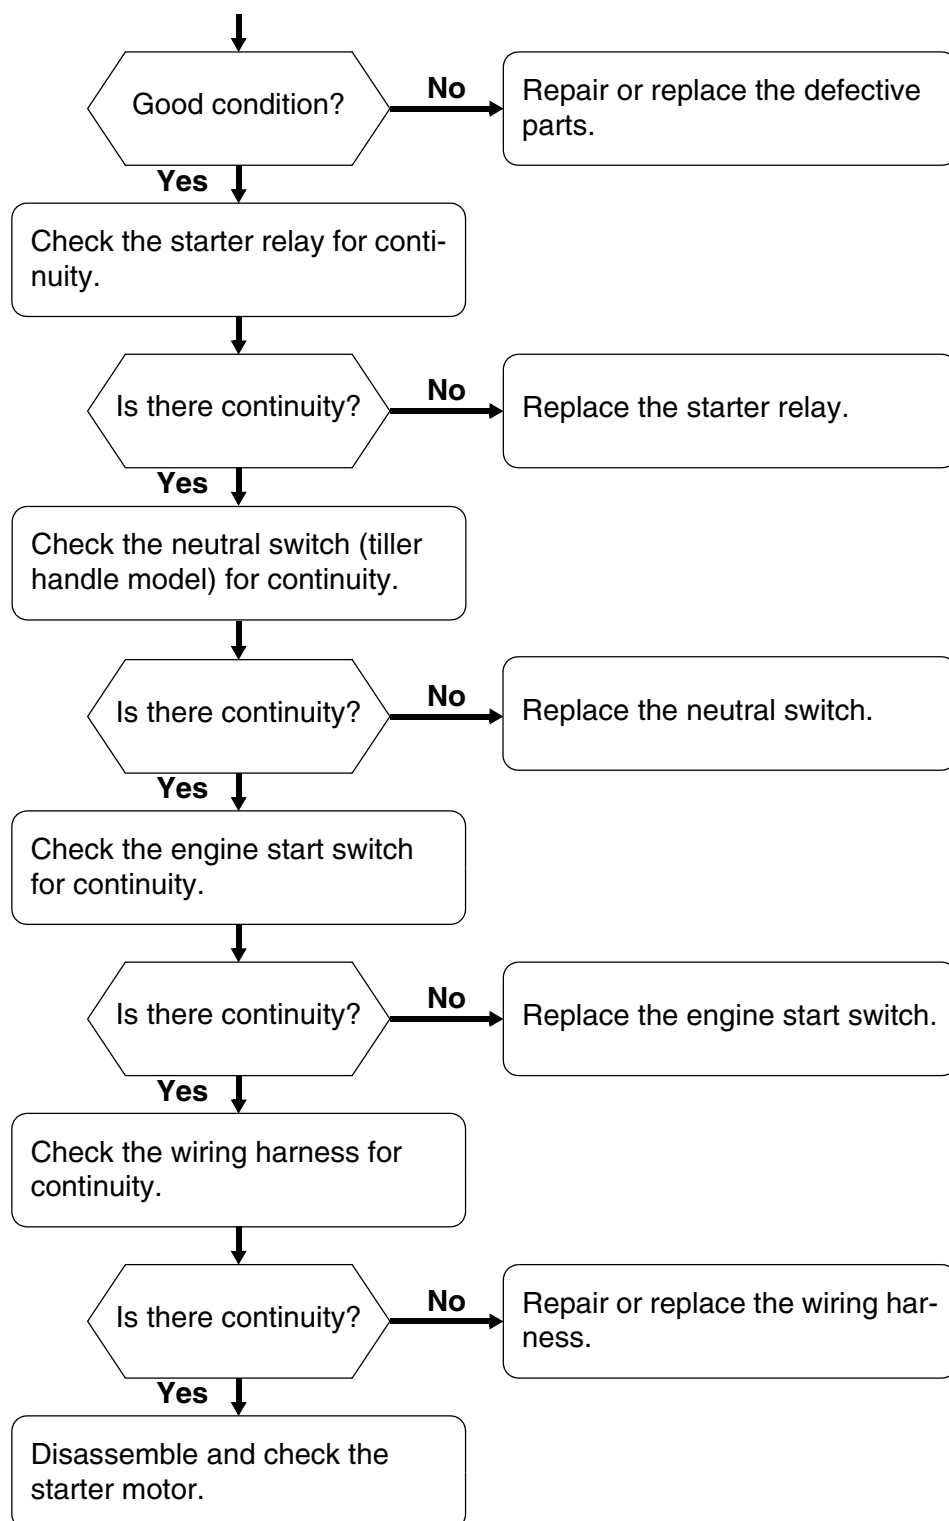 Good condition?
No
Repair or replace the defective
parts.
Yes
Check the starter relay for conti-
nuity.
Is there continuity?
No
Replace the starter relay.
Yes
Check the neutral switch (tiller
handle model) for continuity.
Is there continuity?
No
Replace the neutral switch.
Yes
Check the engine start switch
for continuity.
Is there continuity?
No
Replace the engine start switch.
Yes
Check the wiring harness for
continuity.
Is there continuity?
No
Repair or replace the wiring har-
ness.
Yes
Disassemble and check the
starter motor.